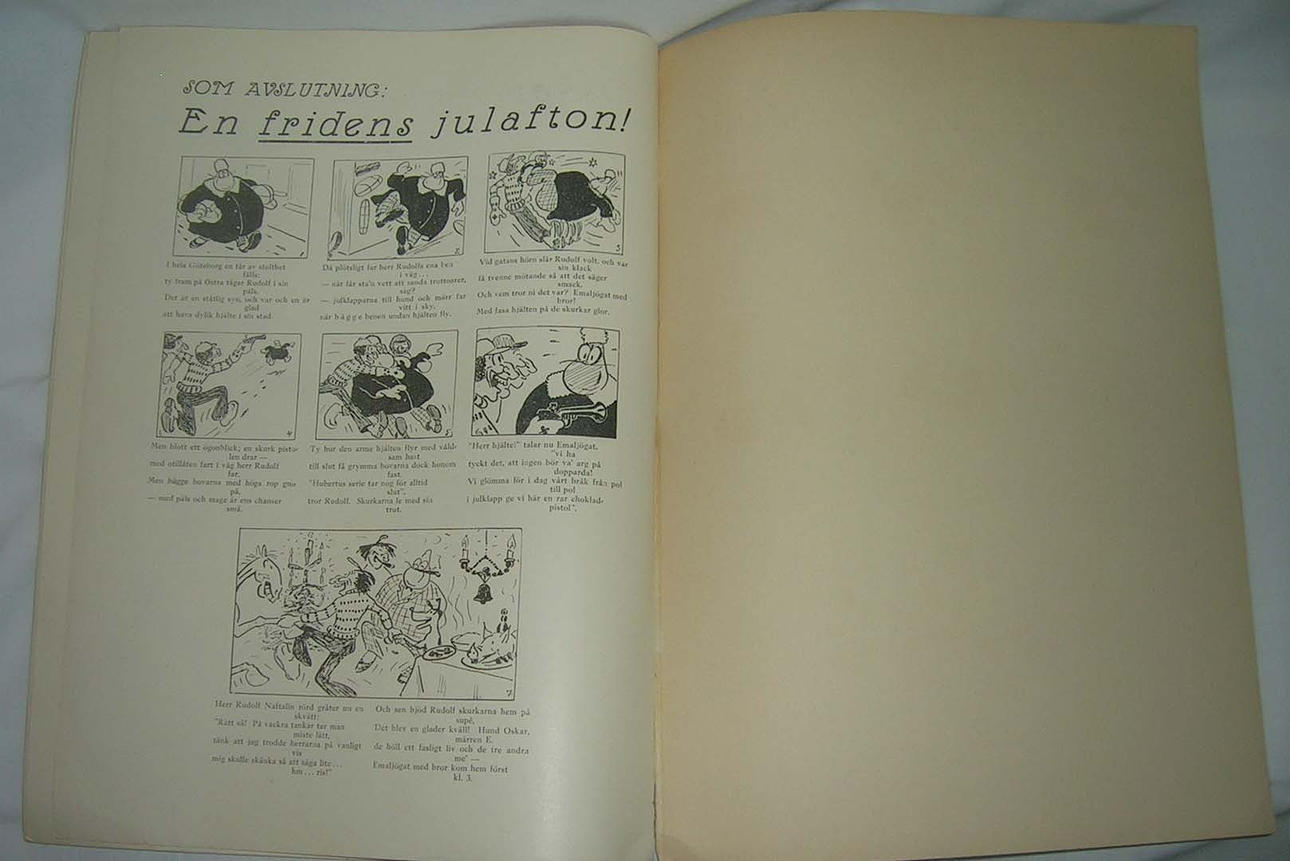 SOM AVSLUTNING:
En fridens julafton!
I hela Göteborg en får av stolthet
fälla:
ty fram på Östra tågar Rudolf i sin
päls.
Det är en ståtlig syn, och var och en är
glad
att hava dylik hjälte i sin stad.
1
Då plötsligt far herr Rudolfs ena ben
i väg...
— när får sta'n vett att sanda trottoarer,
säg?
— julklapparna till hund och märr far
vitt i sky,
när bägge benen undan hjälten fly.
2
Vid gatans hörn slår Rudolf volt, och var
sin klack
få tvenne mötande så att det säger
smack.
Och vem tror ni det var? Emaljögat med
bror!
Med fasa hjälten på de skurkar glor.
3
Men blott ett ögonblick; en skurk pisto-
len drar —
med otillåten fart i väg herr Rudolf
far.
Men bägge bovarna med höga rop gno
på,
— med päls och mage är ens chanser
små.
4
Ty hur den arme hjälten flyr med våld-
sam hast
till slut få grymma bovarna dock honom
fast.
"Hubertus serie tar nog för alltid
slut",
tror Rudolf. Skurkarna le med sin
trut.
5
"Herr hjälte!" talar nu Emaljögat,
"vi ha
tyckt det, att ingen bör va' arg på
dopparda!
Vi glömma för i dag vårt bråk från pol
till pol
i julklapp ge vi här en rar choklad-
pistol".
Herr Rudolf Naftalin rörd gråter nu en
skvätt:
"Rätt så! På vackra tankar tar man
miste lätt,
tänk att jag trodde herrarna på vanligt
vis
mig skulle skänka så att säga lite...
hm... ris!"
Och sen bjöd Rudolf skurkarna hem på
supé,
Det blev en glader kväll! Hund Oskar,
märren E.
de höll ett fasligt liv och de tre andra
me' —
Emaljögat med bror kom hem först
kl. 3.
7